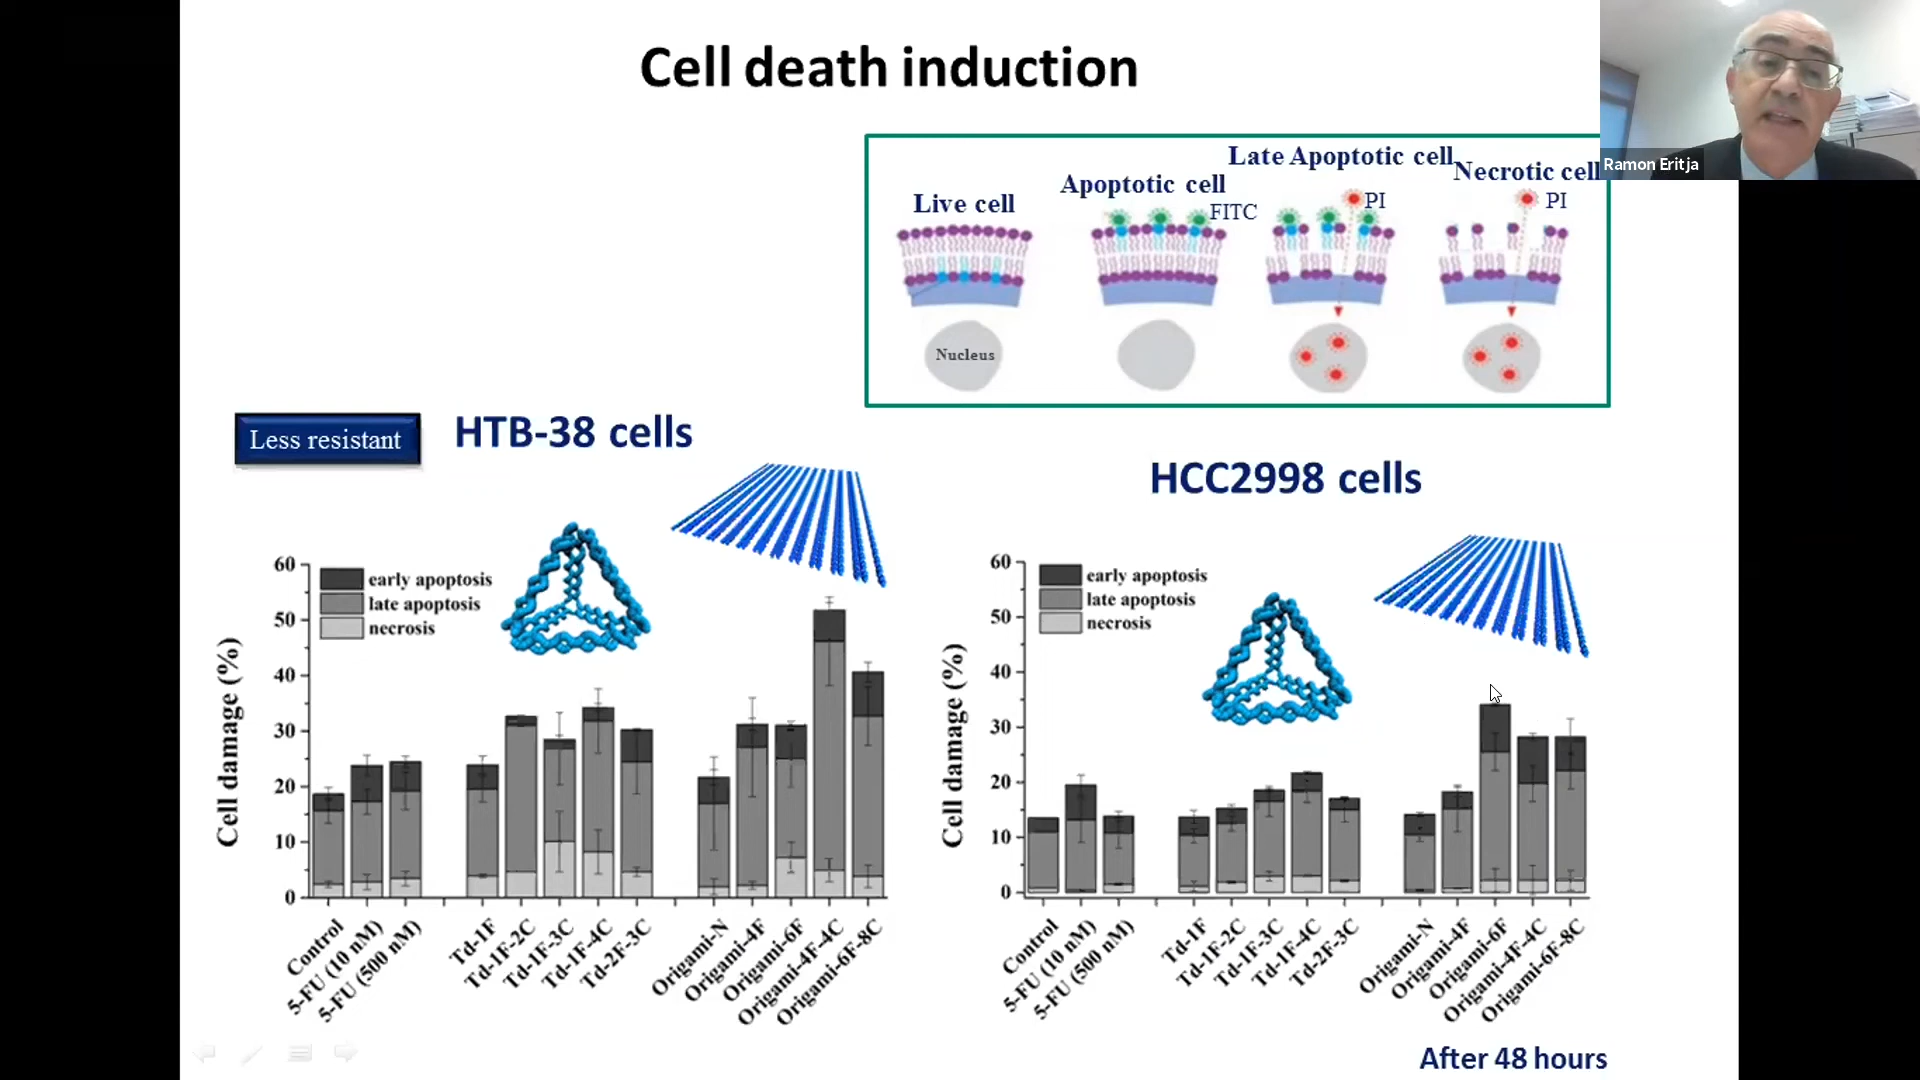 Cell death induction
Ramon Eritja
Live cell
Apoptotic cell
FITC
Late Apoptotic cell
PI
Necrotic cell
PI
Nucleus
Less resistant
HTB-38 cells
HCC2998 cells
Cell damage (%)
60
50
40
30
20
10
0
early apoptosis
late apoptosis
necrosis
Control
5-FU (10 nM)
5-FU (500 nM)
Td-1F
Td-1F-2C
Td-1F-3C
Td-1F-4C
Td-2F-3C
Origami-N
Origami-4F
Origami-6F
Origami-4F-4C
Origami-6F-8C
Cell damage (%)
60
50
40
30
20
10
0
early apoptosis
late apoptosis
necrosis
Control
5-FU (10 nM)
5-FU (500 nM)
Td-1F
Td-1F-2C
Td-1F-3C
Td-1F-4C
Td-2F-3C
Origami-N
Origami-4F
Origami-6F
Origami-4F-4C
Origami-6F-8C
After 48 hours